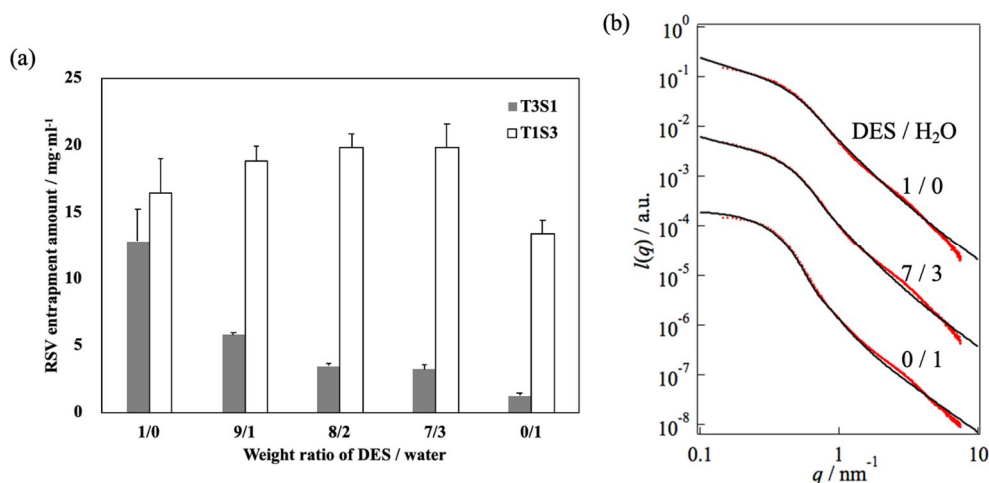 (a)
RSV entrapment amount / mg·ml⁻¹
25
20
15
10
5
0
T3S1
T1S3
1/0
9/1
8/2
7/3
0/1
Weight ratio of DES / water
(b)
I(q) / a.u.
10⁰
10⁻¹
10⁻²
10⁻³
10⁻⁴
10⁻⁵
10⁻⁶
10⁻⁷
10⁻⁸
DES / H₂O
1 / 0
7 / 3
0 / 1
0.1
1
10
q / nm⁻¹